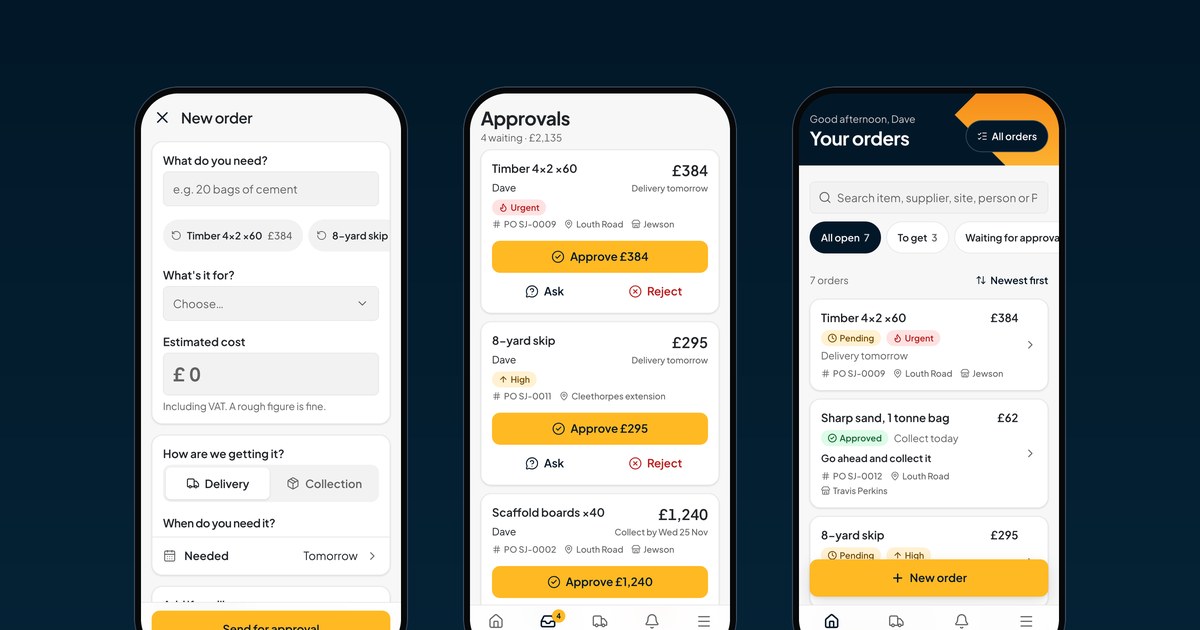 New order
What do you need?
e.g. 20 bags of cement
Timber 4×2 ×60 £384
8-yard skip
What's it for?
Choose...
Estimated cost
£ 0
Including VAT. A rough figure is fine.
How are we getting it?
Delivery
Collection
When do you need it?
Needed
Tomorrow
Send for approval
Approvals
4 waiting · £2,135
Timber 4×2 ×60
£384
Dave
Delivery tomorrow
Urgent
# PO SJ-0009 Louth Road Jewson
Approve £384
Ask
Reject
8-yard skip
£295
Dave
Delivery tomorrow
High
# PO SJ-0011 Cleethorpes extension
Approve £295
Ask
Reject
Scaffold boards ×40
£1,240
Dave
Collect by Wed 25 Nov
# PO SJ-0002 Louth Road Jewson
Approve £1,240
4
Good afternoon, Dave
Your orders
All orders
Search item, supplier, site, person or P
All open 7
To get 3
Waiting for approva
7 orders
Newest first
Timber 4×2 ×60
£384
Pending
Urgent
Delivery tomorrow
# PO SJ-0009 Louth Road Jewson
Sharp sand, 1 tonne bag
£62
Approved
Collect today
Go ahead and collect it
# PO SJ-0012 Louth Road
Travis Perkins
8-yard skip
£295
Pending
High
+ New order